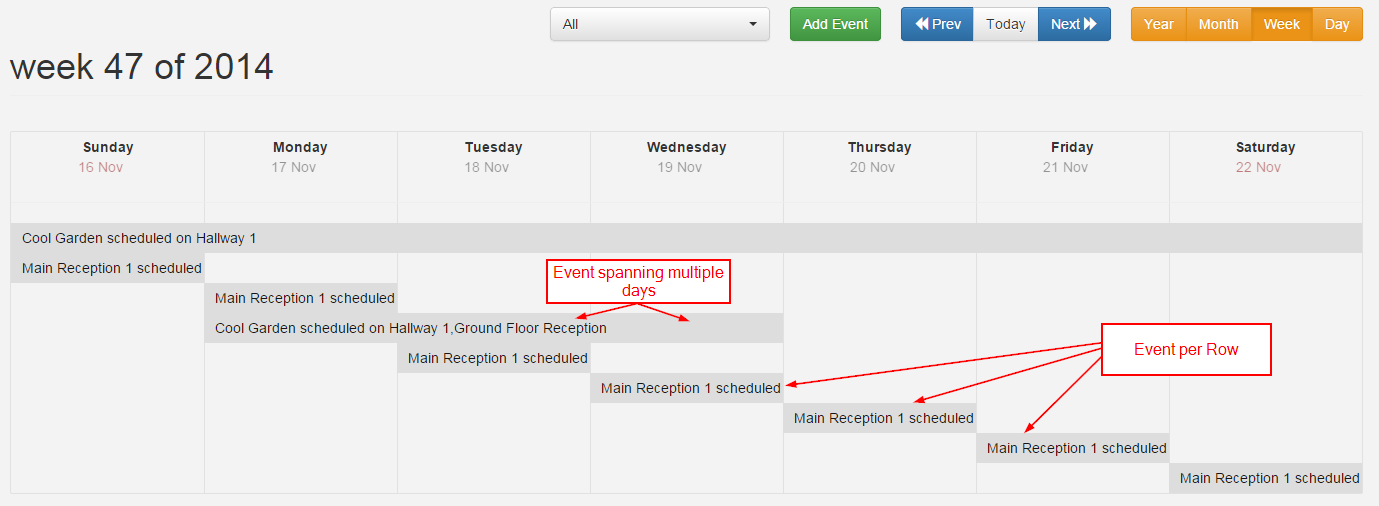 All
Add Event
Prev Today Next
Year Month Week Day
week 47 of 2014
Sunday Monday Tuesday Wednesday Thursday Friday Saturday
16 Nov 17 Nov 18 Nov 19 Nov 20 Nov 21 Nov 22 Nov
Cool Garden scheduled on Hallway 1
Main Reception 1 scheduled
Event spanning multiple
days
Main Reception 1 scheduled
Cool Garden scheduled on Hallway 1,Ground Floor Reception
Event per Row
Main Reception 1 scheduled
Main Reception 1 scheduled
Main Reception 1 scheduled
Main Reception 1 scheduled
Main Reception 1 scheduled